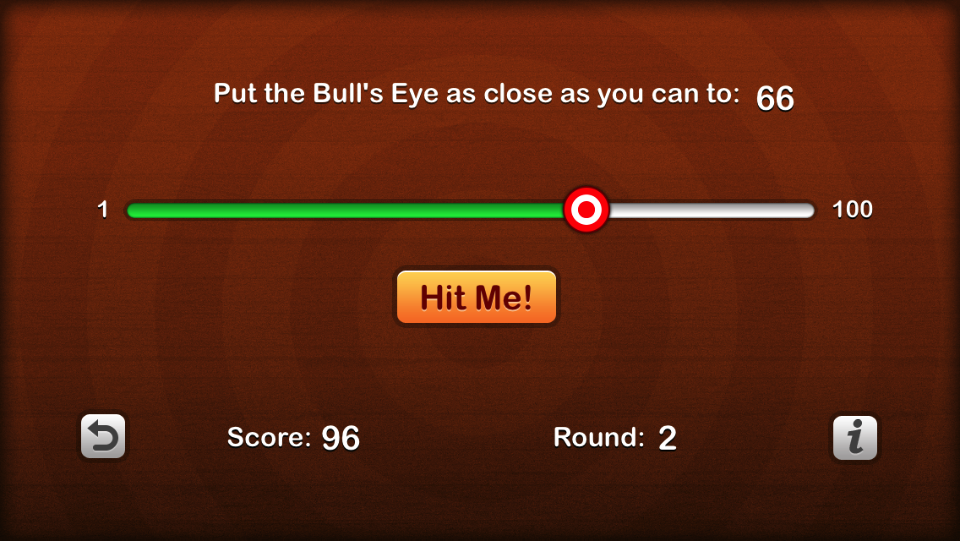 Put the Bull's Eye as close as you can to: 66
1 100
Hit Me!
Score: 96 Round: 2
i